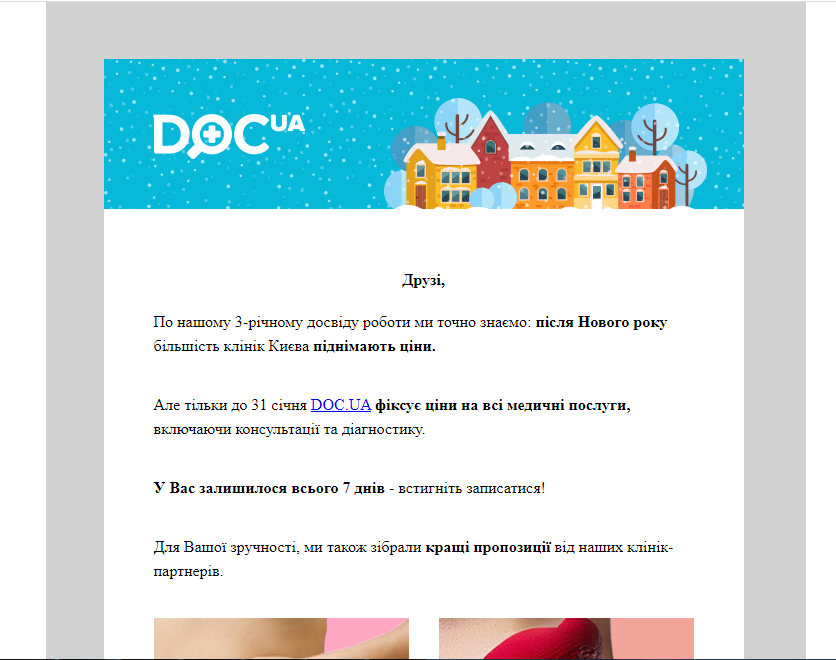 DOC UA
Друзі,
По нашому 3-річному досвіду роботи ми точно знаємо: після Нового року
більшість клінік Києва піднімають ціни.
Але тільки до 31 січня DOC.UA фіксує ціни на всі медичні послуги,
включаючи консультації та діагностику.
У Вас залишилося всього 7 днів - встигніть записатися!
Для Вашої зручності, ми також зібрали кращі пропозиції від наших клінік-
партнерів.